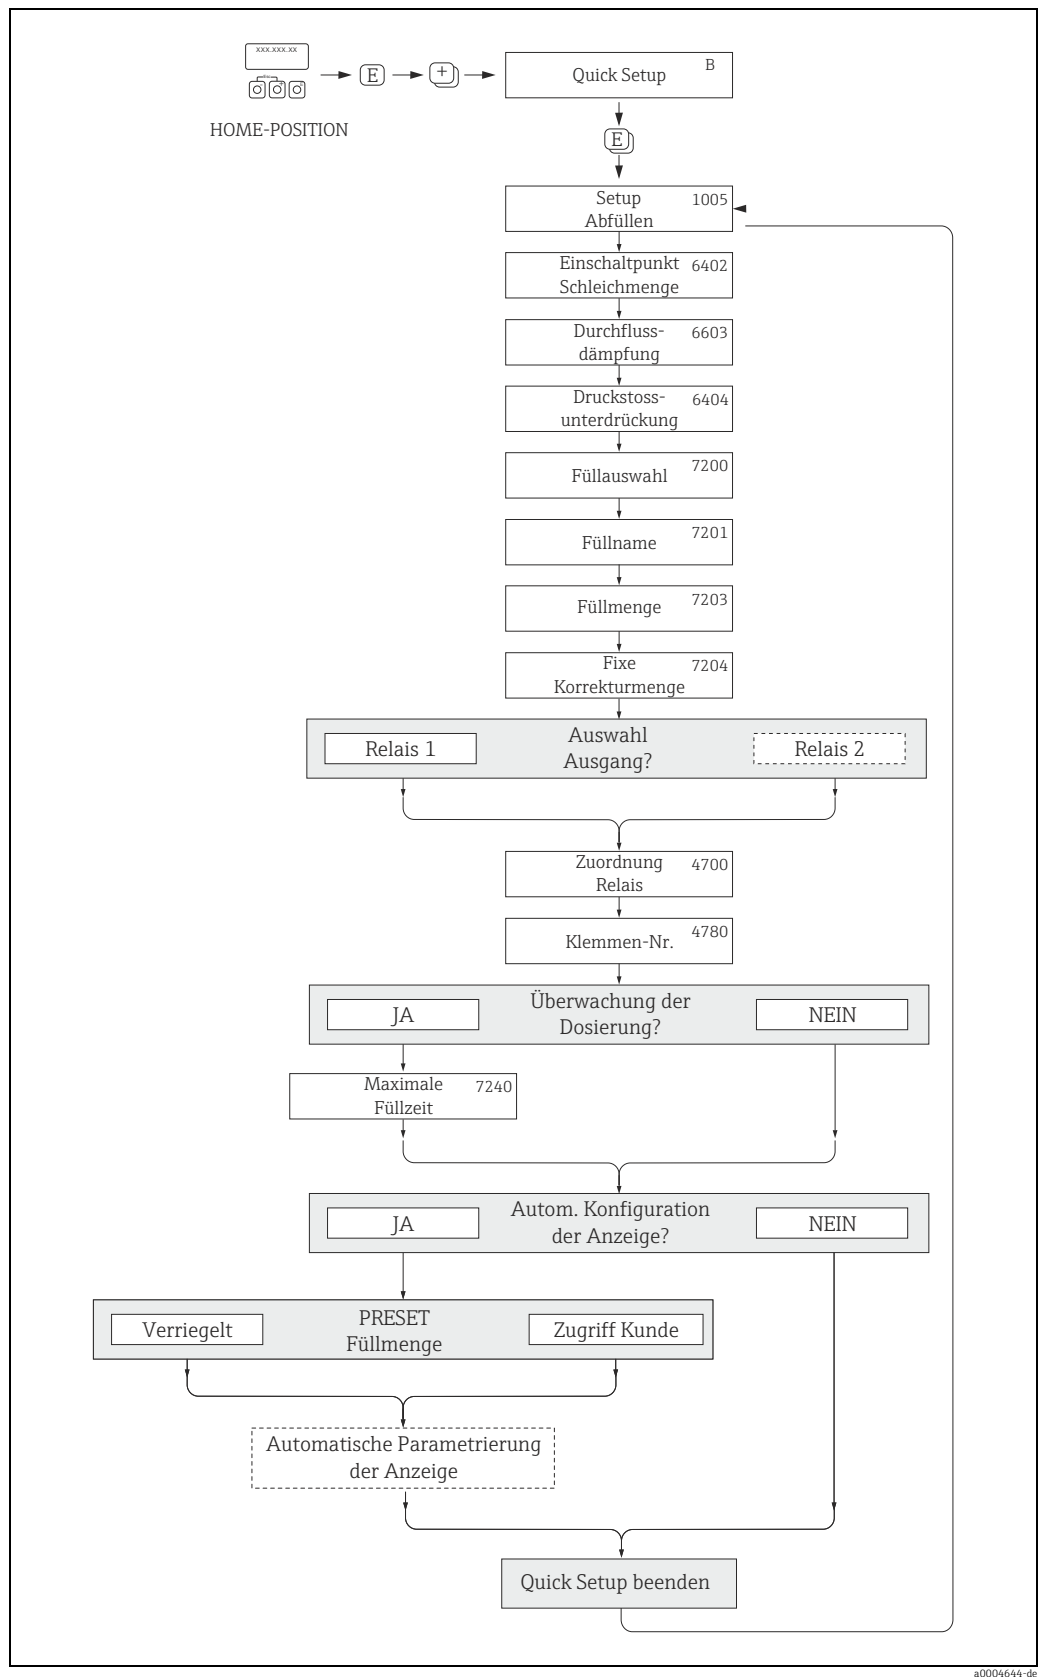 xxx.xxx.xx
Esc
E
+
Quick Setup
B
HOME-POSITION
E
Setup
Abfüllen
1005
Einschaltpunkt
Schleichmenge
6402
Durchfluss-
dämpfung
6603
Druckstoss-
unterdrückung
6404
Füllauswahl
7200
Füllname
7201
Füllmenge
7203
Fixe
Korrekturmenge
7204
Relais 1
Auswahl
Ausgang?
Relais 2
Zuordnung
Relais
4700
Klemmen-Nr.
4780
JA
Überwachung der
Dosierung?
NEIN
Maximale
Füllzeit
7240
JA
Autom. Konfiguration
der Anzeige?
NEIN
Verriegelt
PRESET
Füllmenge
Zugriff Kunde
Automatische Parametrierung
der Anzeige
Quick Setup beenden
a0004644-de